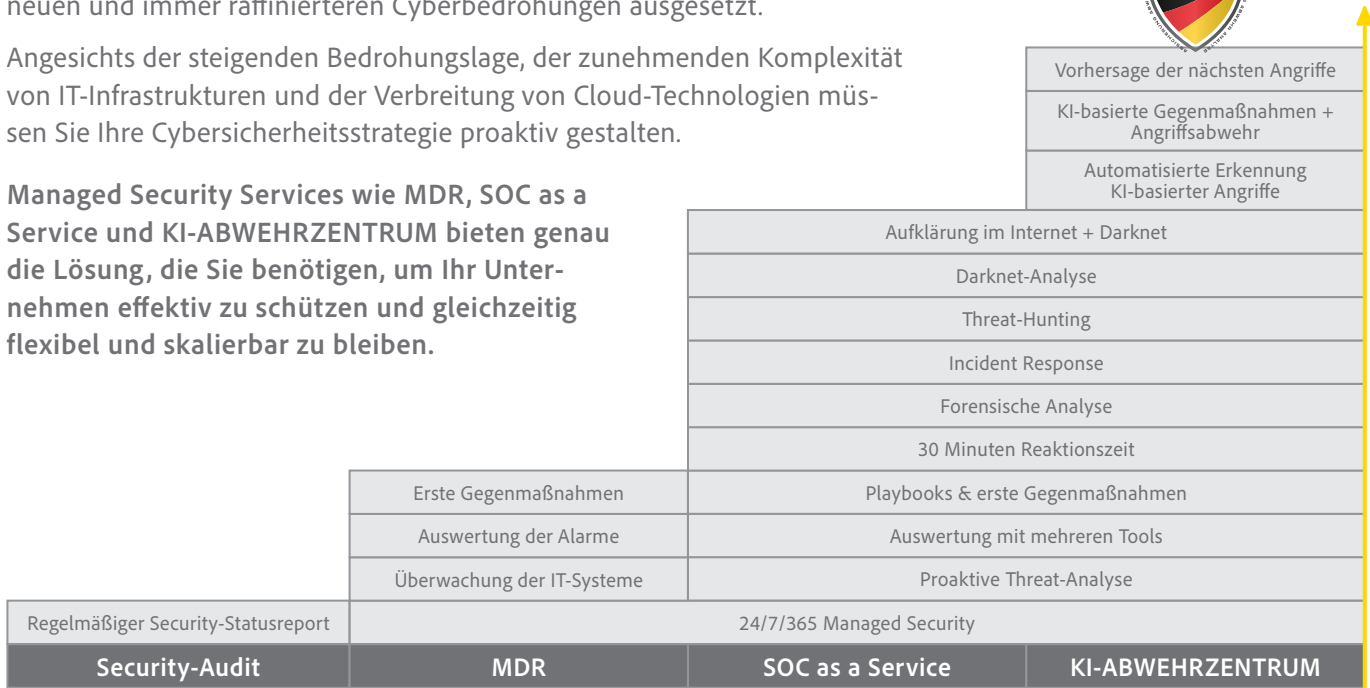 neuen und immer raffinierteren Cyberbedrohungen ausgesetzt.
Angesichts der steigenden Bedrohungslage, der zunehmenden Komplexität
von IT-Infrastrukturen und der Verbreitung von Cloud-Technologien müs-
sen Sie Ihre Cybersicherheitsstrategie proaktiv gestalten.
Managed Security Services wie MDR, SOC as a
Service und KI-ABWEHRZENTRUM bieten genau
die Lösung, die Sie benötigen, um Ihr Unter-
nehmen effektiv zu schützen und gleichzeitig
flexibel und skalierbar zu bleiben.
Vorhersage der nächsten Angriffe
KI-basierte Gegenmaßnahmen +
Angriffsabwehr
Automatisierte Erkennung
KI-basierter Angriffe
Aufklärung im Internet + Darknet
Darknet-Analyse
Threat-Hunting
Incident Response
Forensische Analyse
30 Minuten Reaktionszeit
Erste Gegenmaßnahmen
Playbooks & erste Gegenmaßnahmen
Auswertung der Alarme
Auswertung mit mehreren Tools
Überwachung der IT-Systeme
Proaktive Threat-Analyse
Regelmäßiger Security-Statusreport
24/7/365 Managed Security
Security-Audit
MDR
SOC as a Service
KI-ABWEHRZENTRUM